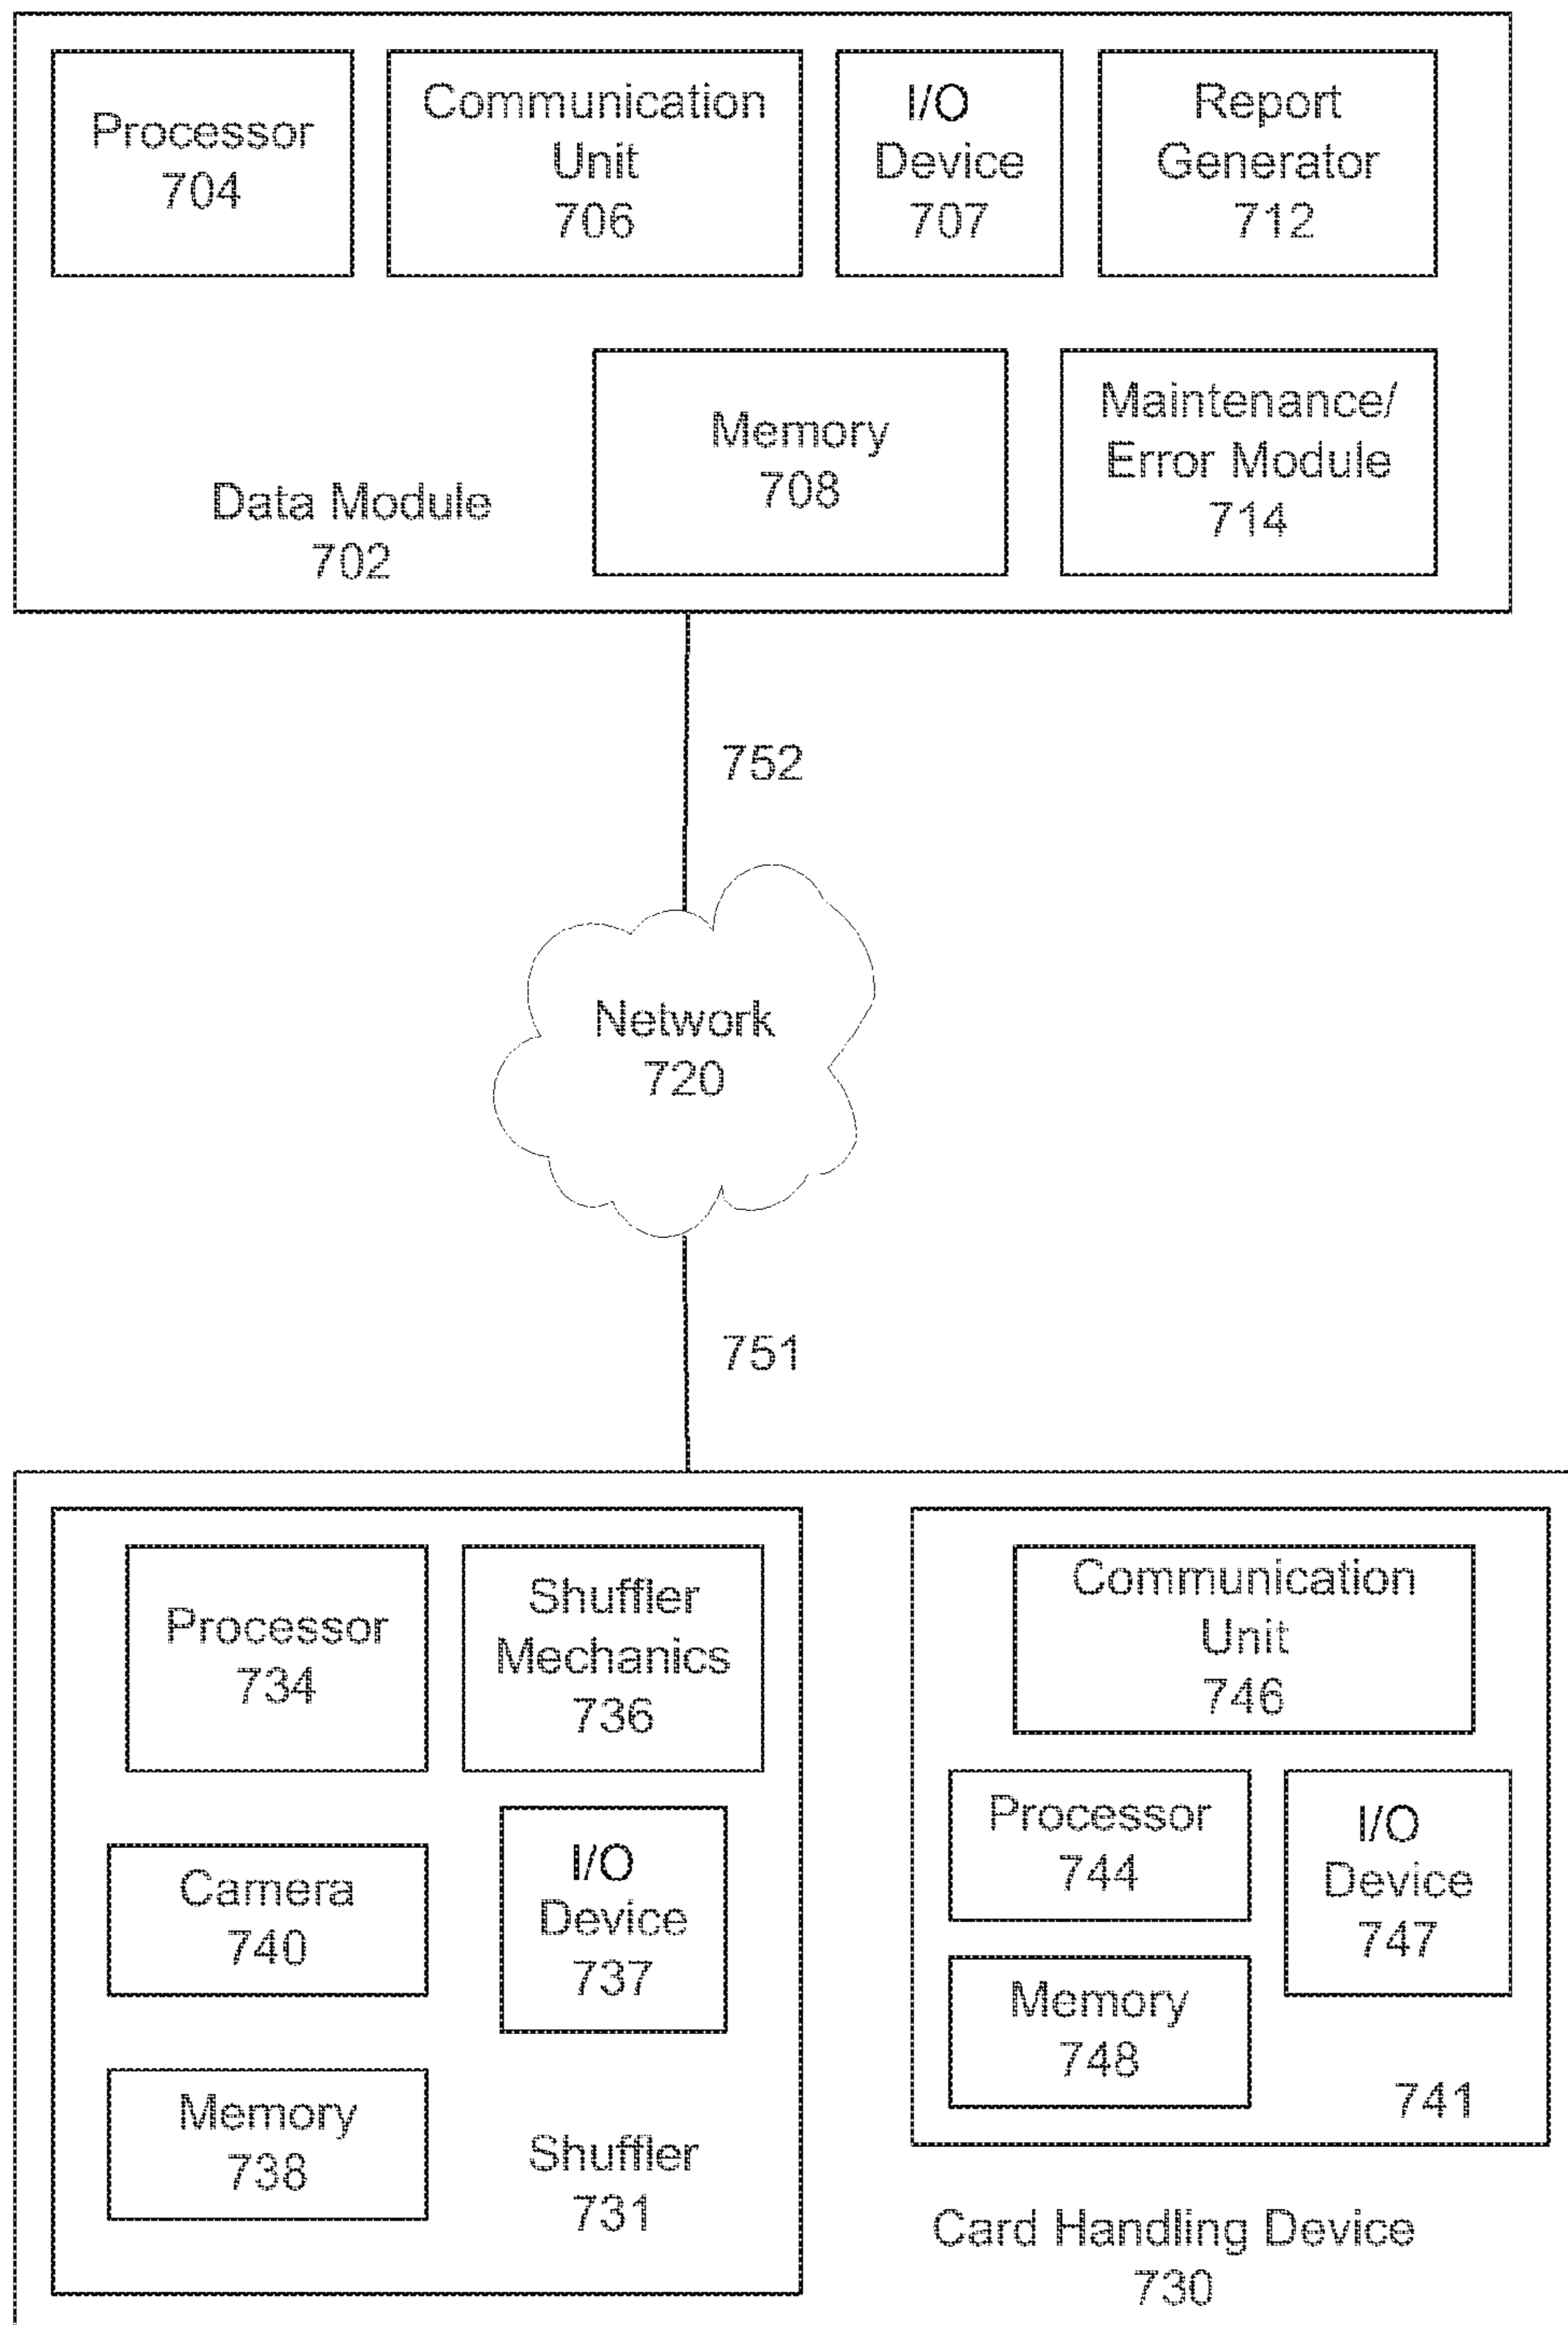 Processor
704
Communication
Unit
706
I/O
Device
707
Report
Generator
712
Data Module
702
Memory
708
Maintenance/
Error Module
714
752
Network
720
751
Processor
734
Shuffler
Mechanics
736
Camera
740
I/O
Device
737
Memory
738
Shuffler
731
Communication
Unit
746
Processor
744
I/O
Device
747
Memory
748
741
Card Handling Device
730